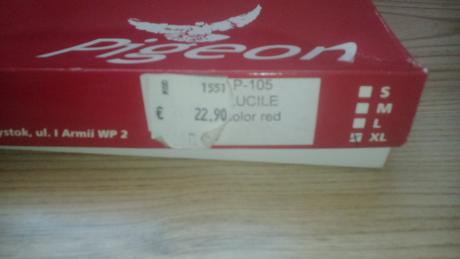 Pigeon
1551 P-105
UCILE
€ 22,90 olor red
S
M
L
XL
ystok, ul. I Armii WP 2